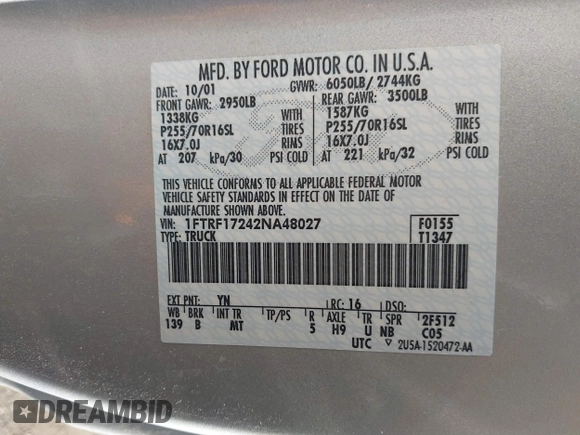 MFD. BY FORD MOTOR CO. IN U.S.A.
DATE: 10/01 GVWR: 6050LB/ 2744KG
FRONT GAWR: 2950LB REAR GAWR: 3500LB
1338KG WITH 1587KG WITH
P255/70R16SL TIRES P255/70R16SL TIRES
16X7.0J RIMS 16X7.0J RIMS
AT 207 kPa/30 PSI COLD AT 221 kPa/32 PSI COLD
THIS VEHICLE CONFORMS TO ALL APPLICABLE FEDERAL MOTOR
VEHICLE SAFETY STANDARDS IN EFFECT ON THE DATE OF
MANUFACTURE SHOWN ABOVE.
VIN: 1FTRF17242NA48027 F0155
TYPE: TRUCK T1347
EXT PNT: YN RC: 16 DSO:
WB BRK INT TR TP/PS R AXLE TR SPR 2F512
139 B MT 5 H9 U NB C05
UTC ▽ 2U5A-1520472-AA
DREAMBID